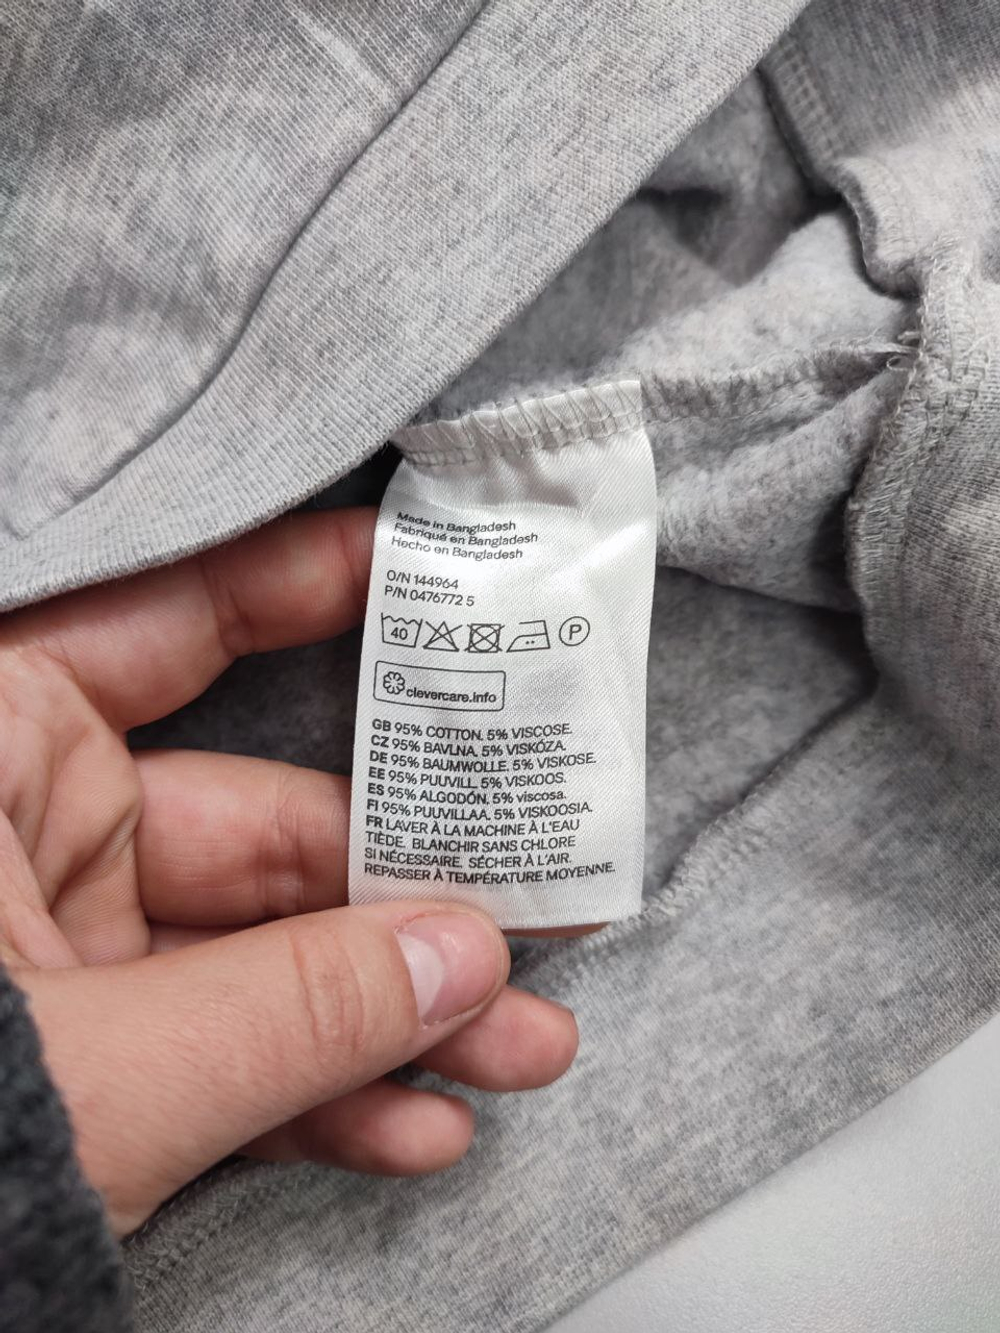 Made in Bangladesh
Fabriqué en Bangladesh
Hecho en Bangladesh
O/N 144964
P/N 0476772 5
40 P
clevercare.info
GB 95% COTTON. 5% VISCOSE.
CZ 95% BAVLNA. 5% VISKÓZA.
DE 95% BAUMWOLLE. 5% VISKOSE.
EE 95% PUUVILL. 5% VISKOOS.
ES 95% ALGODÓN. 5% viscosa.
FI 95% PUUVILLAA. 5% VISKOOSIA.
FR LAVER À LA MACHINE À L'EAU
TIÈDE. BLANCHIR SANS CHLORE
SI NÉCESSAIRE. SÉCHER À L'AIR.
REPASSER À TEMPÉRATURE MOYENNE.